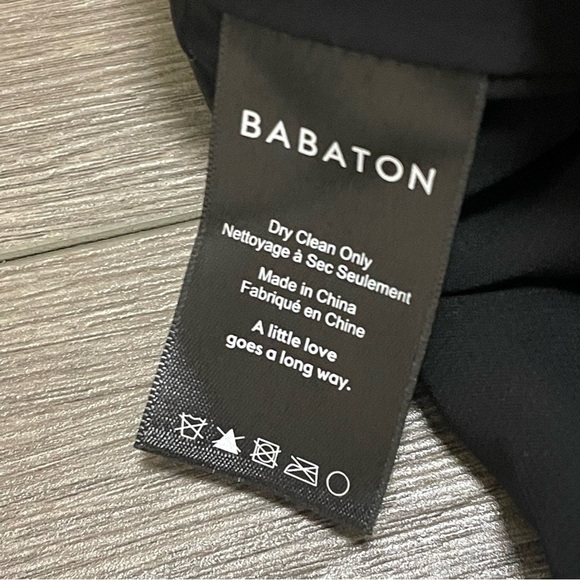 BABATON
Dry Clean Only
Nettoyage à Sec Seulement
Made in China
Fabriqué en Chine
A little love
goes a long way.